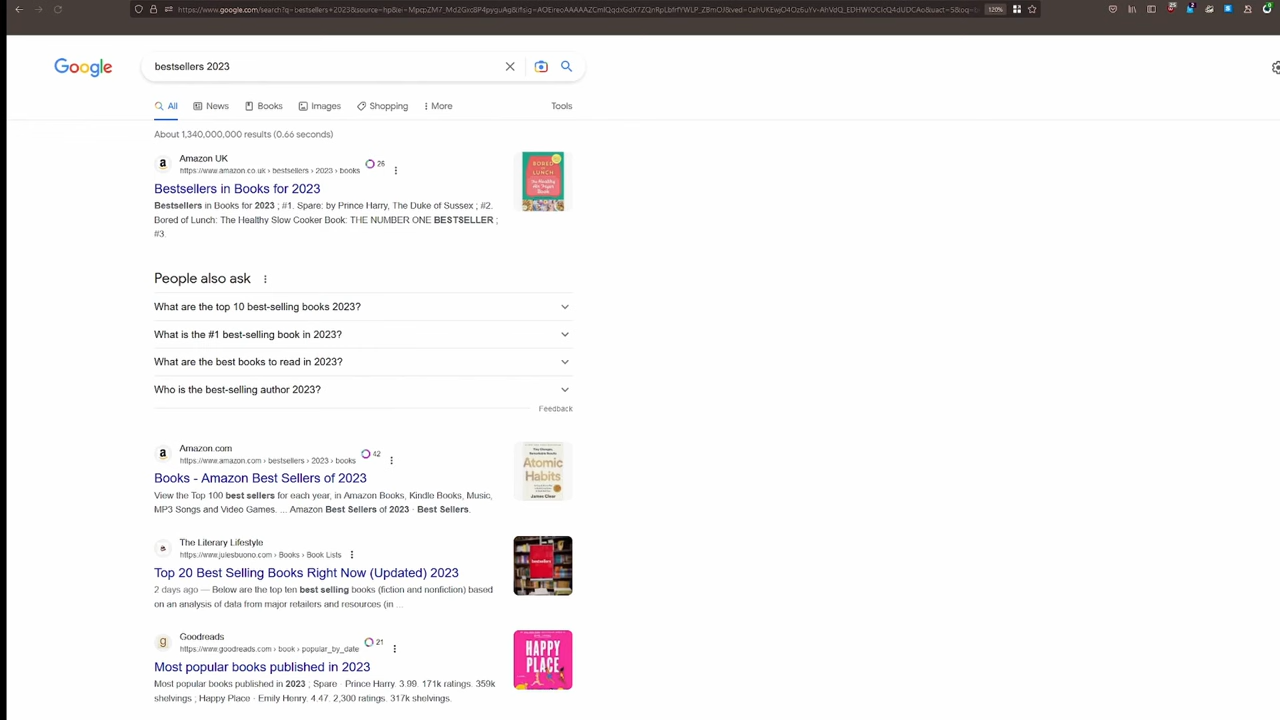 120%
Google
bestsellers 2023
All
News
Books
Images
Shopping
More
Tools
About 1,340,000,000 results (0.66 seconds)
Amazon UK
https://www.amazon.co.uk › bestsellers › 2023 › books
26
Bestsellers in Books for 2023
Bestsellers in Books for 2023 ; #1. Spare: by Prince Harry, The Duke of Sussex ; #2.
Bored of Lunch: The Healthy Slow Cooker Book: THE NUMBER ONE BESTSELLER ;
#3.
BORED
OF
LUNCH
People also ask
What are the top 10 best-selling books 2023?
What is the #1 best-selling book in 2023?
What are the best books to read in 2023?
Who is the best-selling author 2023?
Feedback
Amazon.com
https://www.amazon.com › bestsellers › 2023 › books
42
Books - Amazon Best Sellers of 2023
View the Top 100 best sellers for each year, in Amazon Books, Kindle Books, Music,
MP3 Songs and Video Games. ... Amazon Best Sellers of 2023 · Best Sellers.
Atomic
Habits
James Clear
The Literary Lifestyle
https://www.julesbuono.com › Books › Book Lists
Top 20 Best Selling Books Right Now (Updated) 2023
2 days ago — Below are the top ten best selling books (fiction and nonfiction) based
on an analysis of data from major retailers and resources (in ...
bestsellers
Goodreads
https://www.goodreads.com › book › popular_by_date
21
Most popular books published in 2023
Most popular books published in 2023 ; Spare · Prince Harry. 3.99. 171k ratings. 359k
shelvings ; Happy Place · Emily Henry. 4.47. 2,300 ratings. 317k shelvings.
HAPPY
PLACE